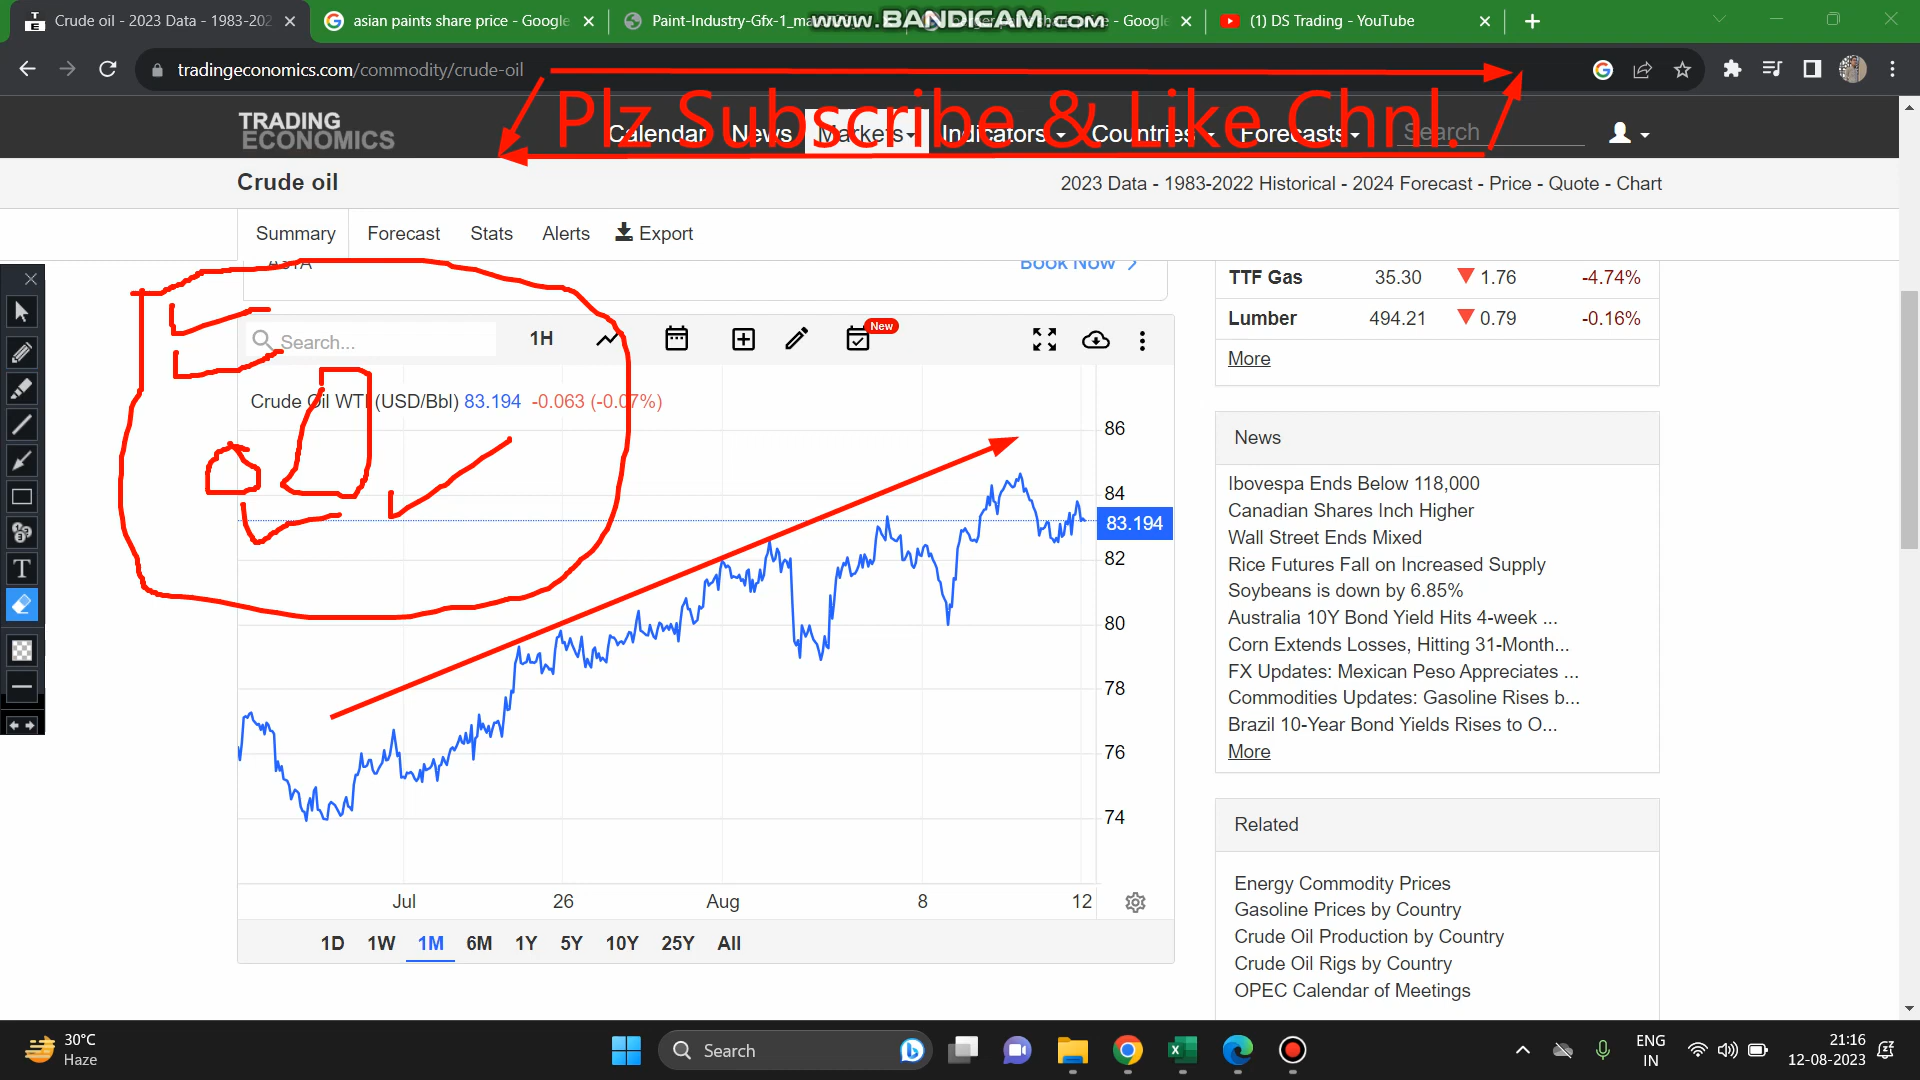 Crude oil - 2023 Data - 1983-202
asian paints share price - Google
Paint-Industry-Gfx-1_ma
www.BANDICAM.com
- Google
(1) DS Trading - YouTube
tradingeconomics.com/commodity/crude-oil
Plz Subscribe & Like Chnl.
TRADING
ECONOMICS
Calendar
News
Markets
Indicators
Countries
Forecasts
Search
Crude oil
2023 Data - 1983-2022 Historical - 2024 Forecast - Price - Quote - Chart
Summary
Forecast
Stats
Alerts
Export
Book Now
TTF Gas 35.30 1.76 -4.74%
Lumber 494.21 0.79 -0.16%
More
Search...
1H
New
Crude Oil WTI (USD/Bbl) 83.194 -0.063 (-0.07%)
86
84
83.194
82
80
78
76
74
Jul 26 Aug 8 12
1D 1W 1M 6M 1Y 5Y 10Y 25Y All
News
Ibovespa Ends Below 118,000
Canadian Shares Inch Higher
Wall Street Ends Mixed
Rice Futures Fall on Increased Supply
Soybeans is down by 6.85%
Australia 10Y Bond Yield Hits 4-week ...
Corn Extends Losses, Hitting 31-Month...
FX Updates: Mexican Peso Appreciates ...
Commodities Updates: Gasoline Rises b...
Brazil 10-Year Bond Yields Rises to O...
More
Related
Energy Commodity Prices
Gasoline Prices by Country
Crude Oil Production by Country
Crude Oil Rigs by Country
OPEC Calendar of Meetings
T
30°C
Haze
Search
ENG
IN
21:16
12-08-2023